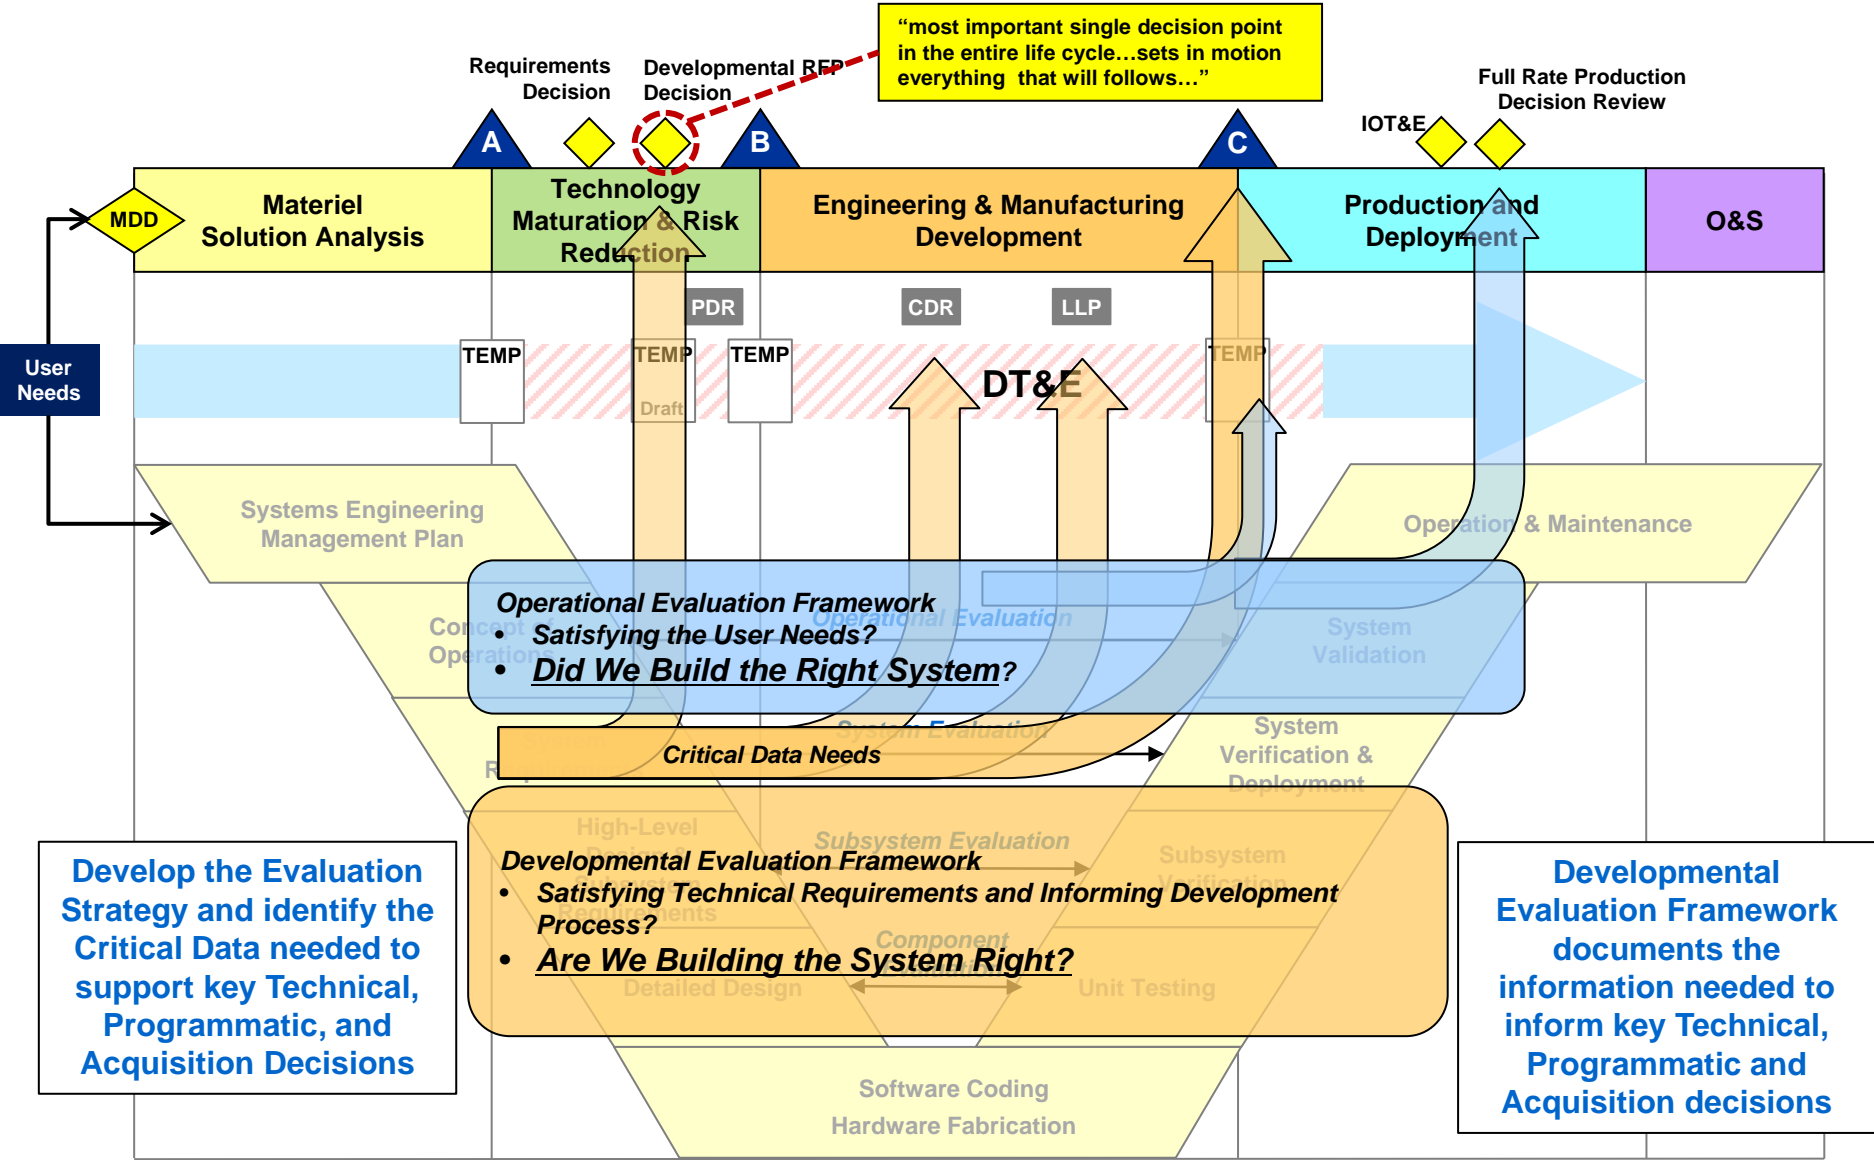 “most important single decision point
in the entire life cycle…sets in motion
everything  that will follows…”
Requirements
Decision
Developmental RFP
Decision
Full Rate Production
Decision Review
IOT&E
A
B
C
MDD
Materiel
Solution Analysis
Technology
Maturation & Risk
Reduction
Engineering & Manufacturing
Development
Production and
Deployment
O&S
PDR
CDR
LLP
User
Needs
TEMP
TEMP
Draft
TEMP
DT&E
TEMP
Systems Engineering
Management Plan
Operation & Maintenance
Concept of
Operations
Operational Evaluation Framework
• Satisfying the User Needs?
• Did We Build the Right System?
Operational Evaluation
System
Validation
System
Critical Data Needs
System Evaluation
System
Verification &
Deployment
High-Level
Design &
Subsystem
Requirements
Subsystem Evaluation
Subsystem
Verification
Developmental Evaluation Framework
• Satisfying Technical Requirements and Informing Development
Process?
• Are We Building the System Right?
Component
Evaluation
Detailed Design
Unit Testing
Software Coding
Hardware Fabrication
Develop the Evaluation
Strategy and identify the
Critical Data needed to
support key Technical,
Programmatic, and
Acquisition Decisions
Developmental
Evaluation Framework
documents the
information needed to
inform key Technical,
Programmatic and
Acquisition decisions